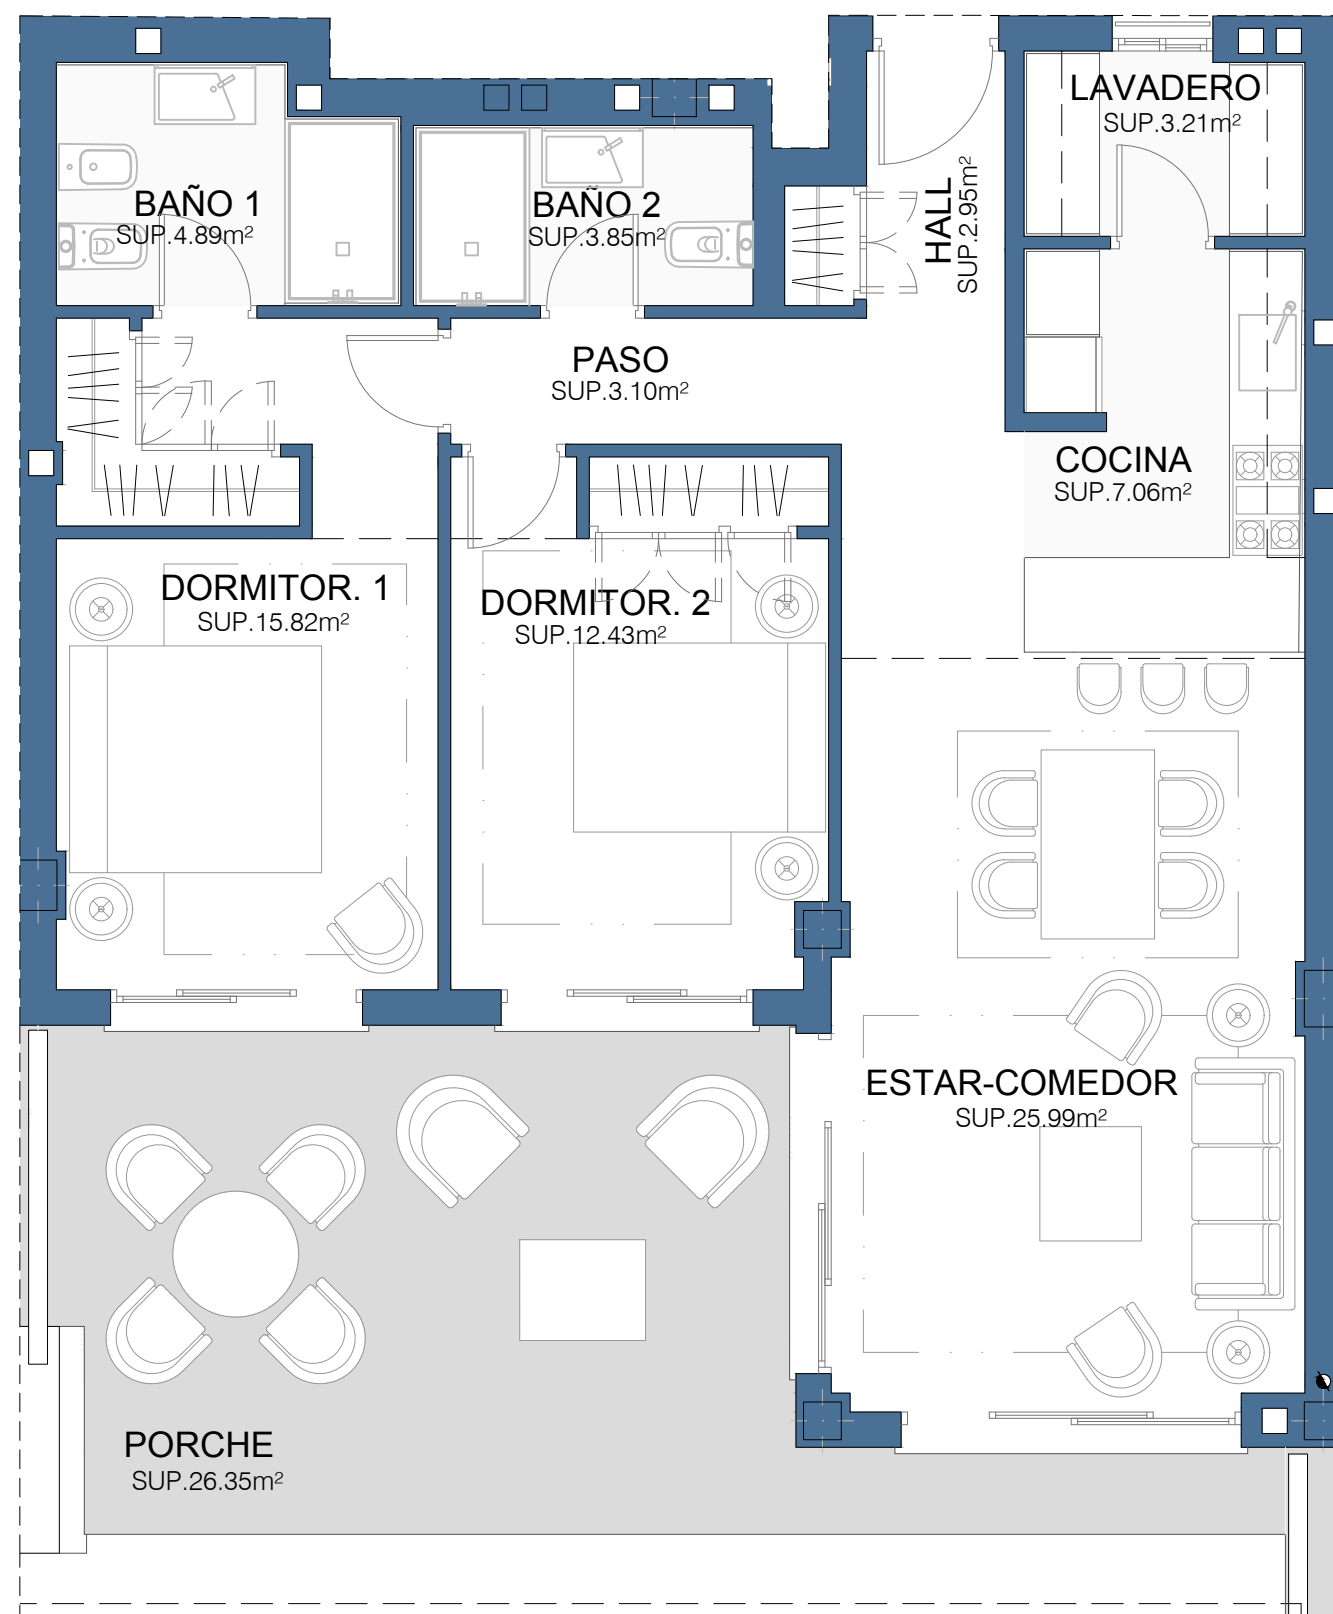 LAVADERO
SUP.3.21m²
BAÑO 1
SUP.4.89m²
BAÑO 2
SUP.3.85m²
HALL
SUP.2.95m²
PASO
SUP.3.10m²
COCINA
SUP.7.06m²
DORMITOR. 1
SUP.15.82m²
DORMITOR. 2
SUP.12.43m²
ESTAR-COMEDOR
SUP.25.99m²
PORCHE
SUP.26.35m²